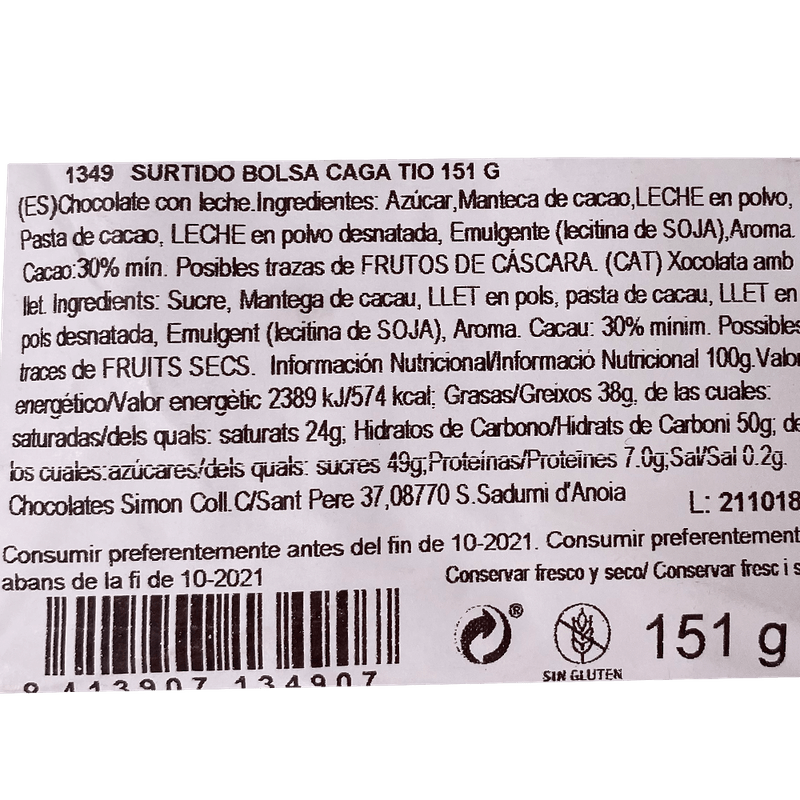 1349 SURTIDO BOLSA CAGA TIO 151 G
(ES)Chocolate con leche.Ingredientes: Azúcar,Manteca de cacao,LECHE en polvo,
Pasta de cacao, LECHE en polvo desnatada, Emulgente (lecitina de SOJA),Aroma.
Cacao:30% mín. Posibles trazas de FRUTOS DE CÁSCARA. (CAT) Xocolata amb
llet. Ingredients: Sucre, Mantega de cacau, LLET en pols, pasta de cacau, LLET en
pols desnatada, Emulgent (lecitina de SOJA), Aroma. Cacau: 30% mínim. Possibles
traces de FRUITS SECS. Información Nutricional/Informació Nutricional 100g.Valor
energético/Valor energètic 2389 kJ/574 kcal; Grasas/Greixos 38g, de las cuales:
saturadas/dels quals: saturats 24g; Hidratos de Carbono/Hidrats de Carboni 50g; de
los cuales:azúcares/dels quals: sucres 49g;Proteínas/Proteïnes 7.0g;Sal/Sal 0.2g.
Chocolates Simon Coll.C/Sant Pere 37,08770 S.Sadurni d'Anoia L: 211018
Consumir preferentemente antes del fin de 10-2021. Consumir preferentement
abans de la fi de 10-2021 Conservar fresco y seco/ Conservar fresc i s
8 413907 134907
SIN GLUTEN
151 g